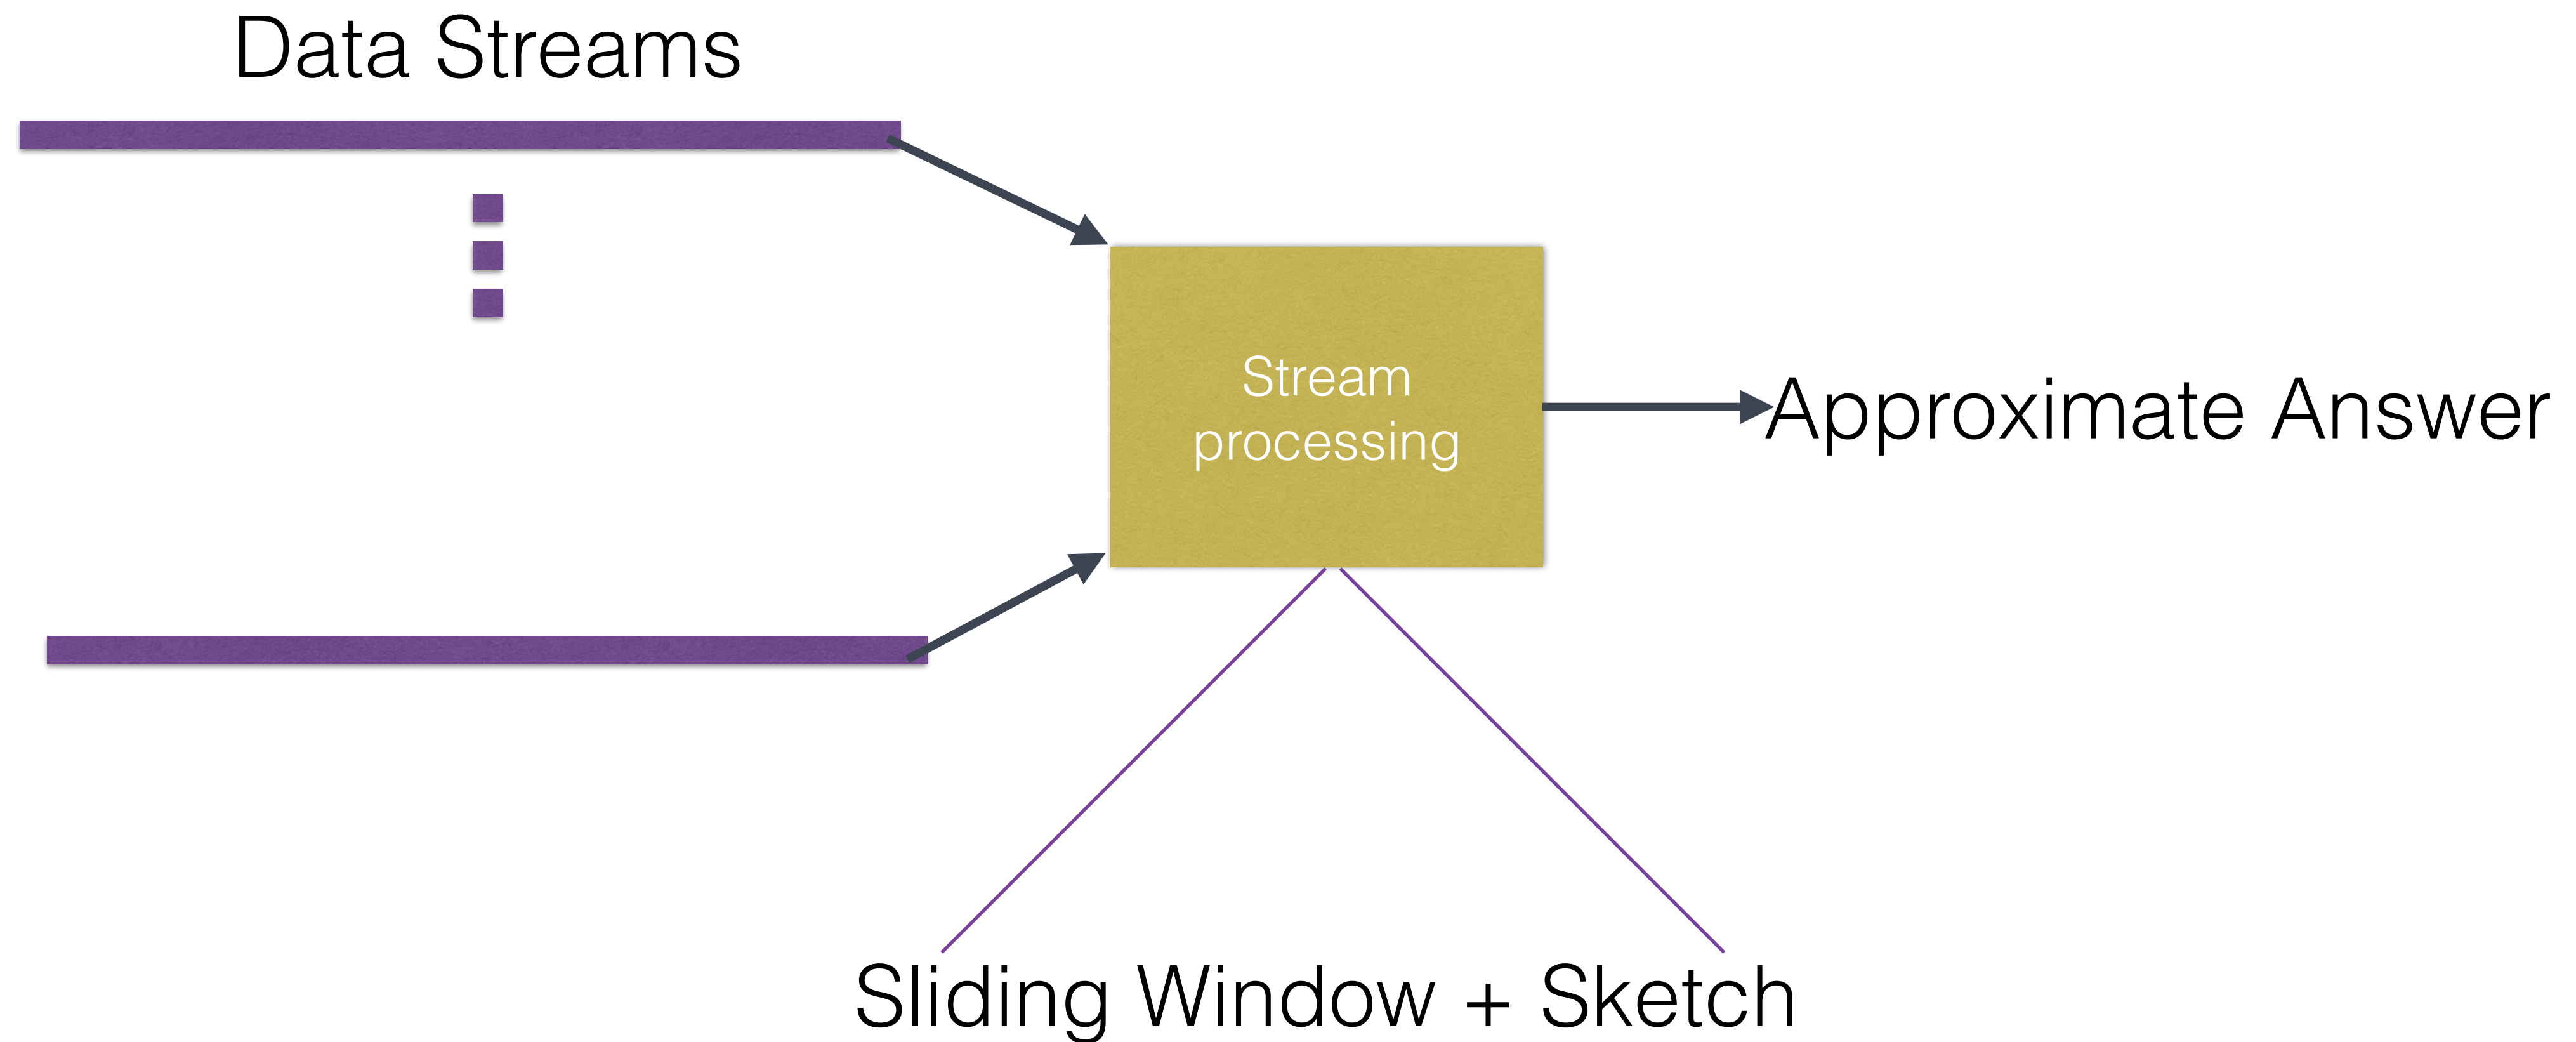 Data Streams
Stream
processing
Approximate Answer
Sliding Window + Sketch